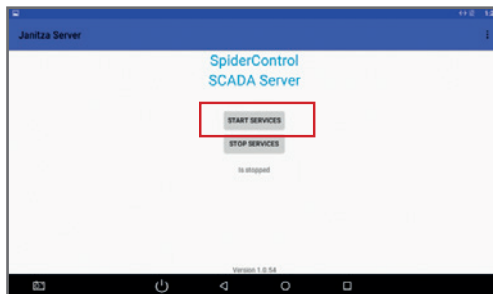 Janitza Server
SpiderControl
SCADA Server
START SERVICES
STOP SERVICES
Is stopped
Version 1.0.54